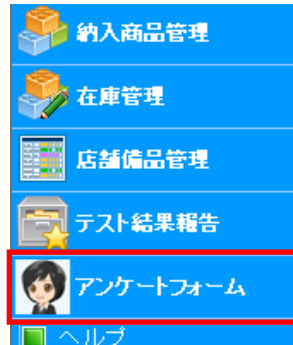 納入商品管理
在庫管理
店舗備品管理
テスト結果報告
アンケートフォーム
ヘルプ